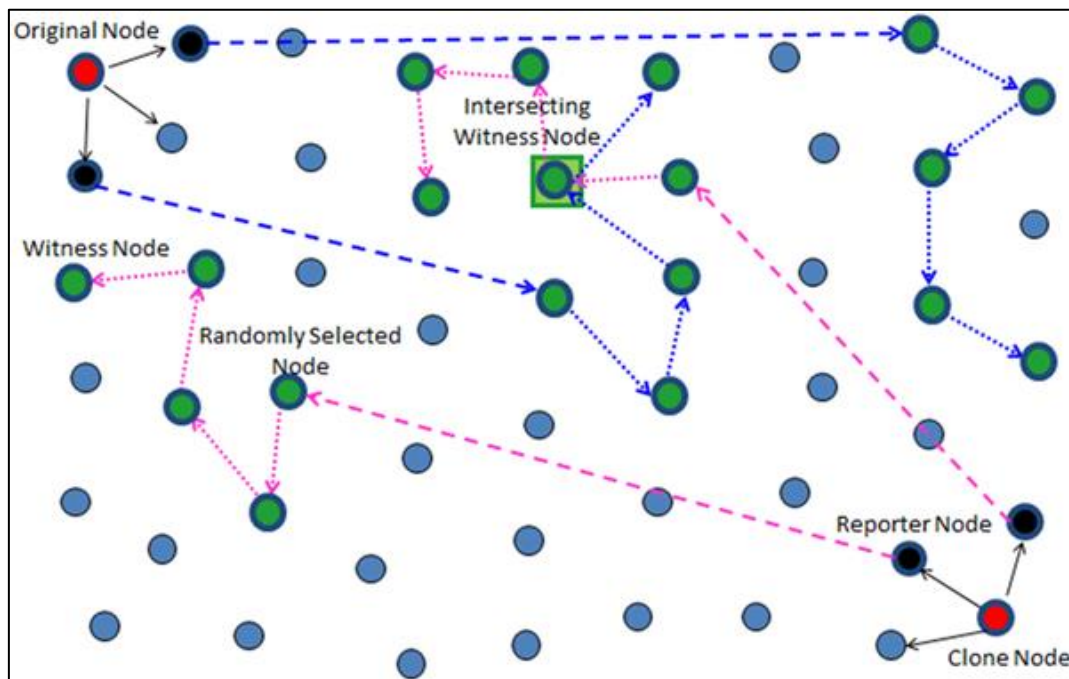 Original Node
Intersecting
Witness Node
Witness Node
Randomly Selected
Node
Reporter Node
Clone Node